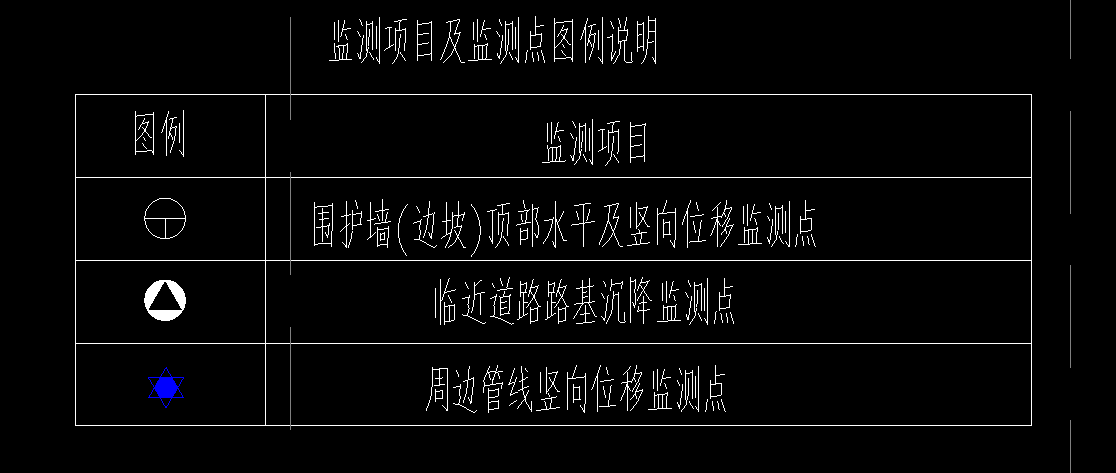 监测项目及监测点图例说明
图例
监测项目
围护墙(边坡)顶部水平及竖向位移监测点
临近道路路基沉降监测点
周边管线竖向位移监测点